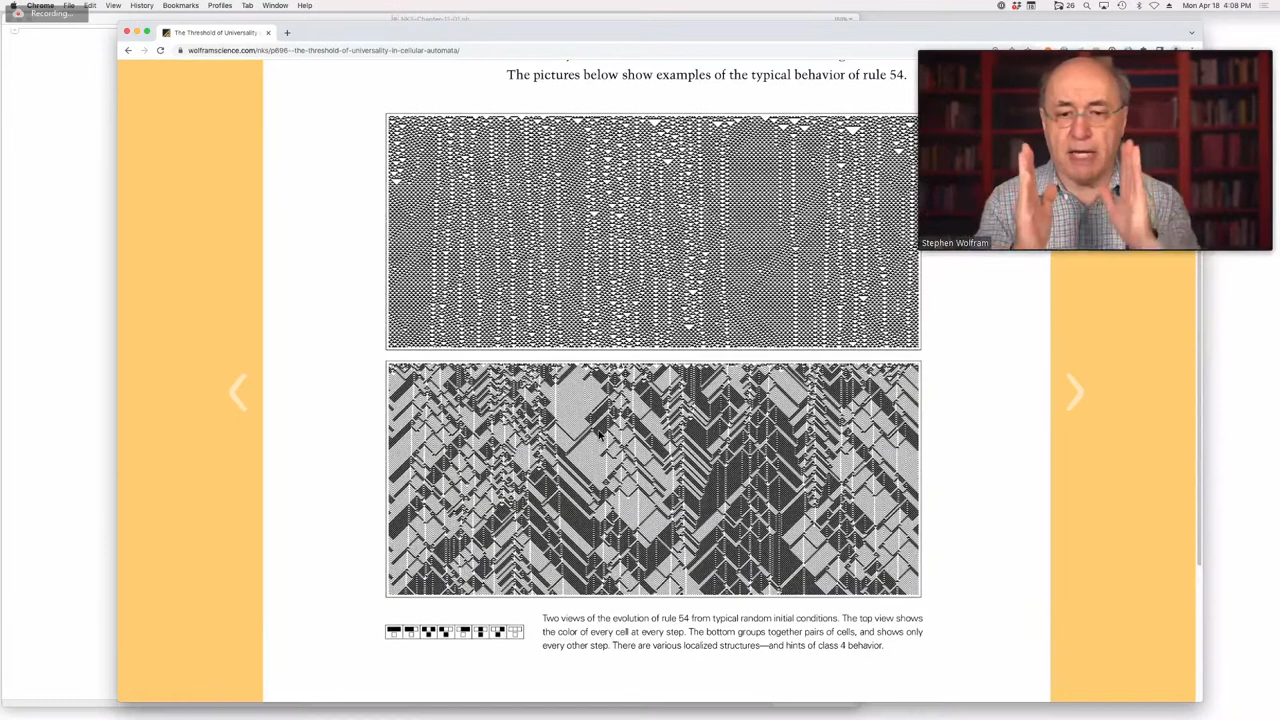 Chrome File Edit View History Bookmarks Profiles Tab Window Help
26 Mon Apr 18 4:08 PM
Recording...
The Threshold of Universality
wolframscience.com/nks/p696--the-threshold-of-universality-in-cellular-automata/
The pictures below show examples of the typical behavior of rule 54.
Stephen Wolfram
Two views of the evolution of rule 54 from typical random initial conditions. The top view shows
the color of every cell at every step. The bottom groups together pairs of cells, and shows only
every other step. There are various localized structures—and hints of class 4 behavior.